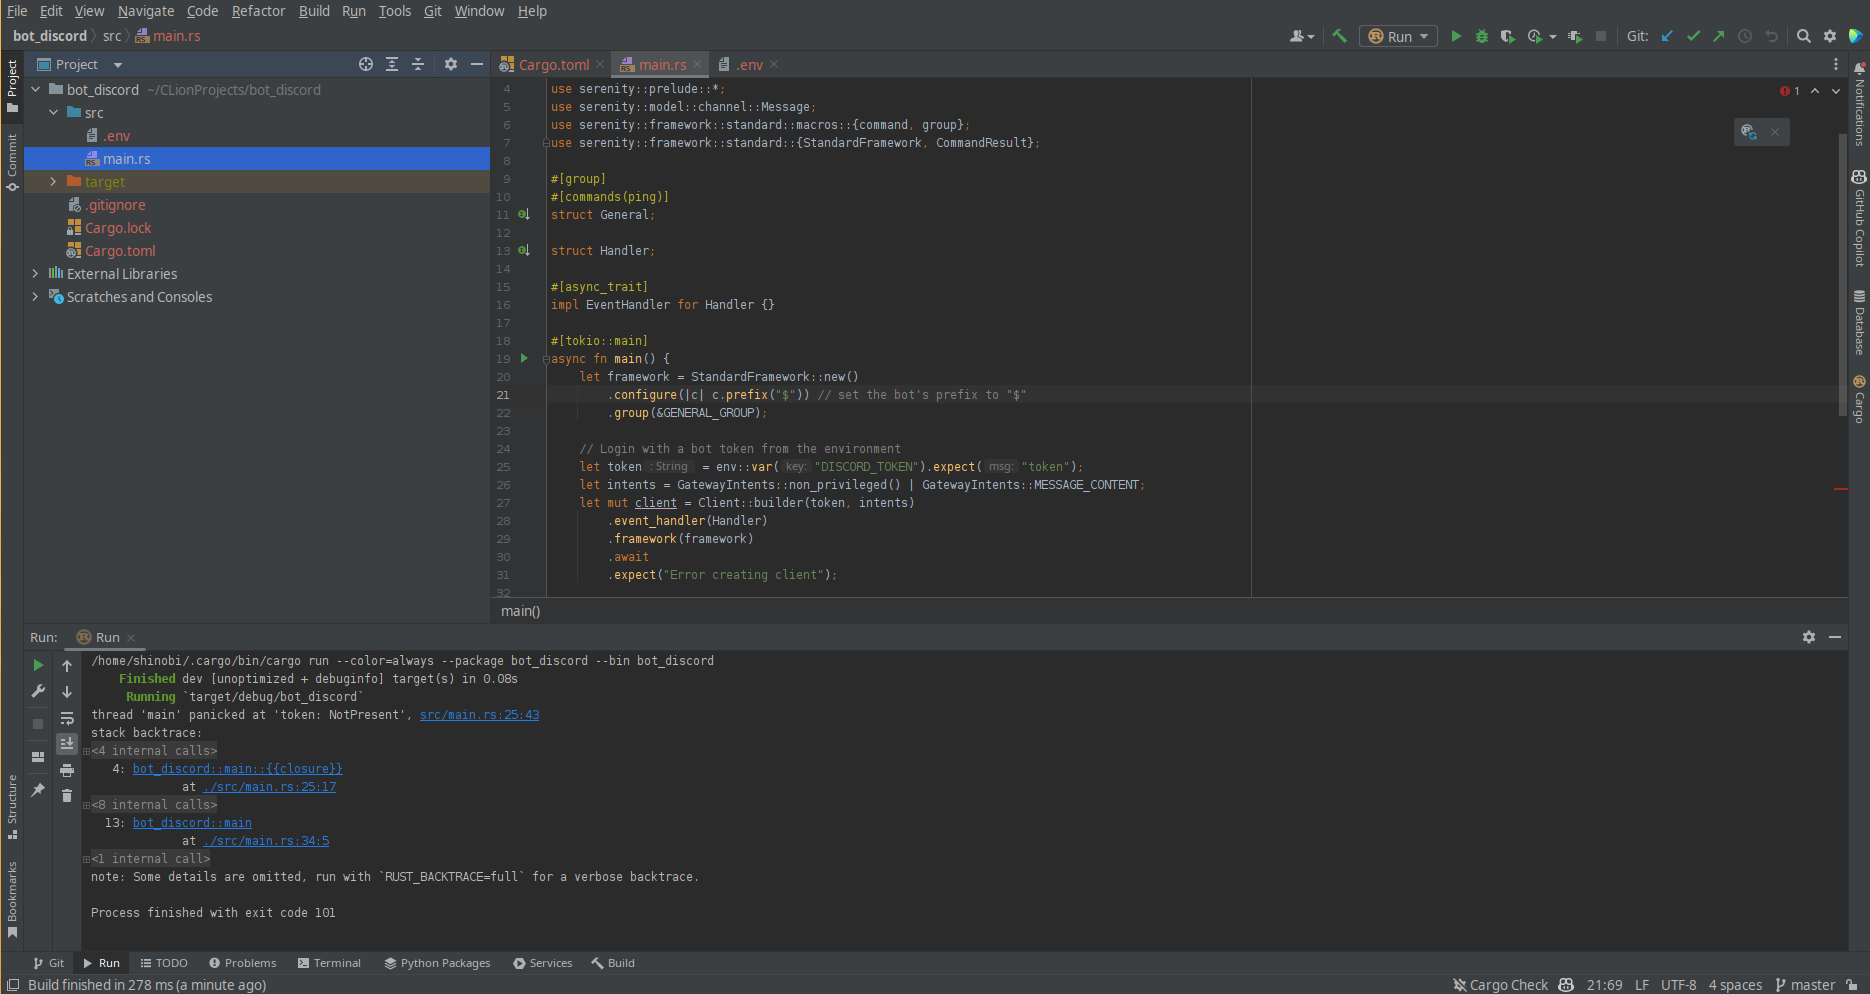 File Edit View Navigate Code Refactor Build Run Tools Git Window Help
bot_discord src main.rs
Run Git:
Project
Cargo.toml main.rs .env
bot_discord ~/CLionProjects/bot_discord
src
.env
main.rs
target
.gitignore
Cargo.lock
Cargo.toml
External Libraries
Scratches and Consoles
Project
Commit
Structure
Bookmarks
1
4 use serenity::prelude::*;
5 use serenity::model::channel::Message;
6 use serenity::framework::standard::macros::{command, group};
7 use serenity::framework::standard::{StandardFramework, CommandResult};
8
9 #[group]
10 #[commands(ping)]
11 struct General;
12
13 struct Handler;
14
15 #[async_trait]
16 impl EventHandler for Handler {}
17
18 #[tokio::main]
19 async fn main() {
20 let framework = StandardFramework::new()
21 .configure(|c| c.prefix("$")) // set the bot's prefix to "$"
22 .group(&GENERAL_GROUP);
23
24 // Login with a bot token from the environment
25 let token : String = env::var( key: "DISCORD_TOKEN").expect( msg: "token");
26 let intents = GatewayIntents::non_privileged() | GatewayIntents::MESSAGE_CONTENT;
27 let mut client = Client::builder(token, intents)
28 .event_handler(Handler)
29 .framework(framework)
30 .await
31 .expect("Error creating client");
32
main()
Notifications
GitHub Copilot
Database
Cargo
Run: Run
/home/shinobi/.cargo/bin/cargo run --color=always --package bot_discord --bin bot_discord
Finished dev [unoptimized + debuginfo] target(s) in 0.08s
Running `target/debug/bot_discord`
thread 'main' panicked at 'token: NotPresent', src/main.rs:25:43
stack backtrace:
<4 internal calls>
4: bot_discord::main::{{closure}}
at ./src/main.rs:25:17
<8 internal calls>
13: bot_discord::main
at ./src/main.rs:34:5
<1 internal call>
note: Some details are omitted, run with `RUST_BACKTRACE=full` for a verbose backtrace.
Process finished with exit code 101
Git Run TODO Problems Terminal Python Packages Services Build
Build finished in 278 ms (a minute ago)
Cargo Check 21:69 LF UTF-8 4 spaces master